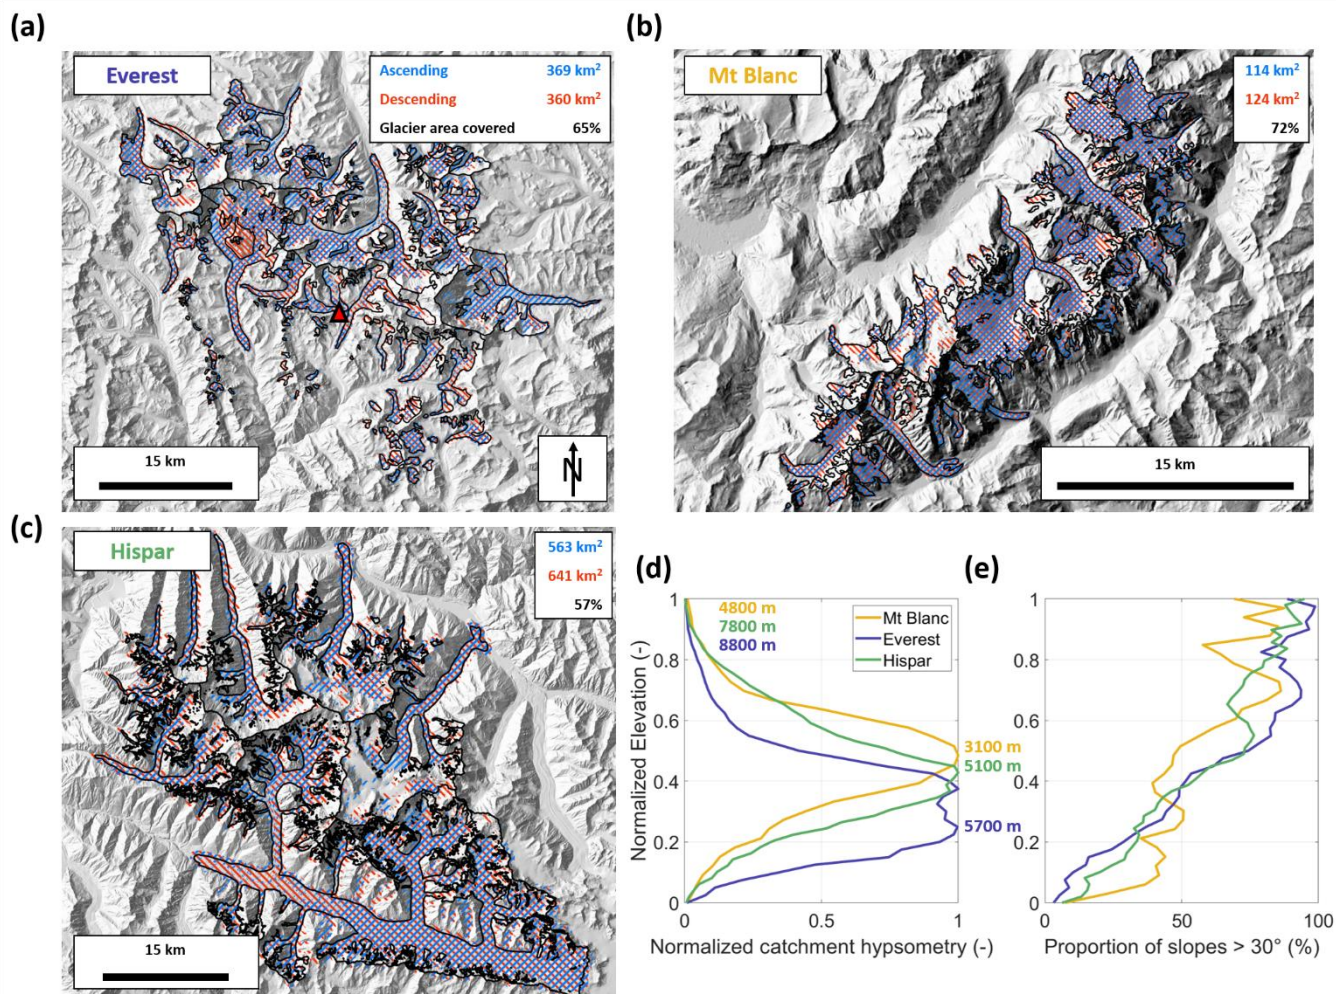 (a)
Everest
Ascending 369 km²
Descending 360 km²
Glacier area covered 65%
15 km
N
(b)
Mt Blanc
114 km²
124 km²
72%
15 km
(c)
Hispar
563 km²
641 km²
57%
15 km
(d)
4800 m
7800 m
8800 m
Mt Blanc
Everest
Hispar
3100 m
5100 m
5700 m
Normalized Elevation (-)
1
0.8
0.6
0.4
0.2
0
0 0.5 1
Normalized catchment hypsometry (-)
(e)
1
0.8
0.6
0.4
0.2
0
0 50 100
Proportion of slopes > 30° (%)